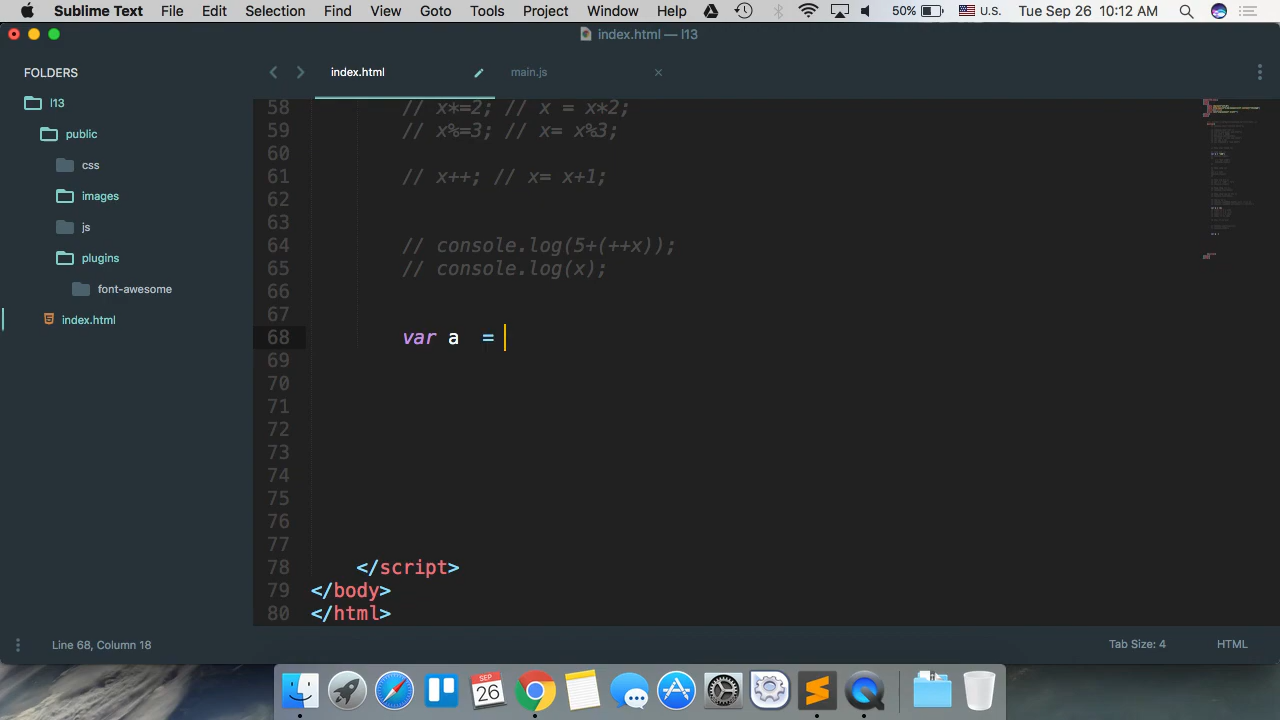 Sublime Text File Edit Selection Find View Goto Tools Project Window Help 50% U.S. Tue Sep 26 10:12 AM
index.html — l13
FOLDERS
l13
public
css
images
js
plugins
font-awesome
index.html
index.html main.js
58 // x*=2; // x = x*2;
59 // x%=3; // x= x%3;
60
61 // x++; // x= x+1;
62
63
64 // console.log(5+(++x));
65 // console.log(x);
66
67
68 var a  =
69
70
71
72
73
74
75
76
77
78 </script>
79 </body>
80 </html>
Line 68, Column 18 Tab Size: 4 HTML
SEP
26